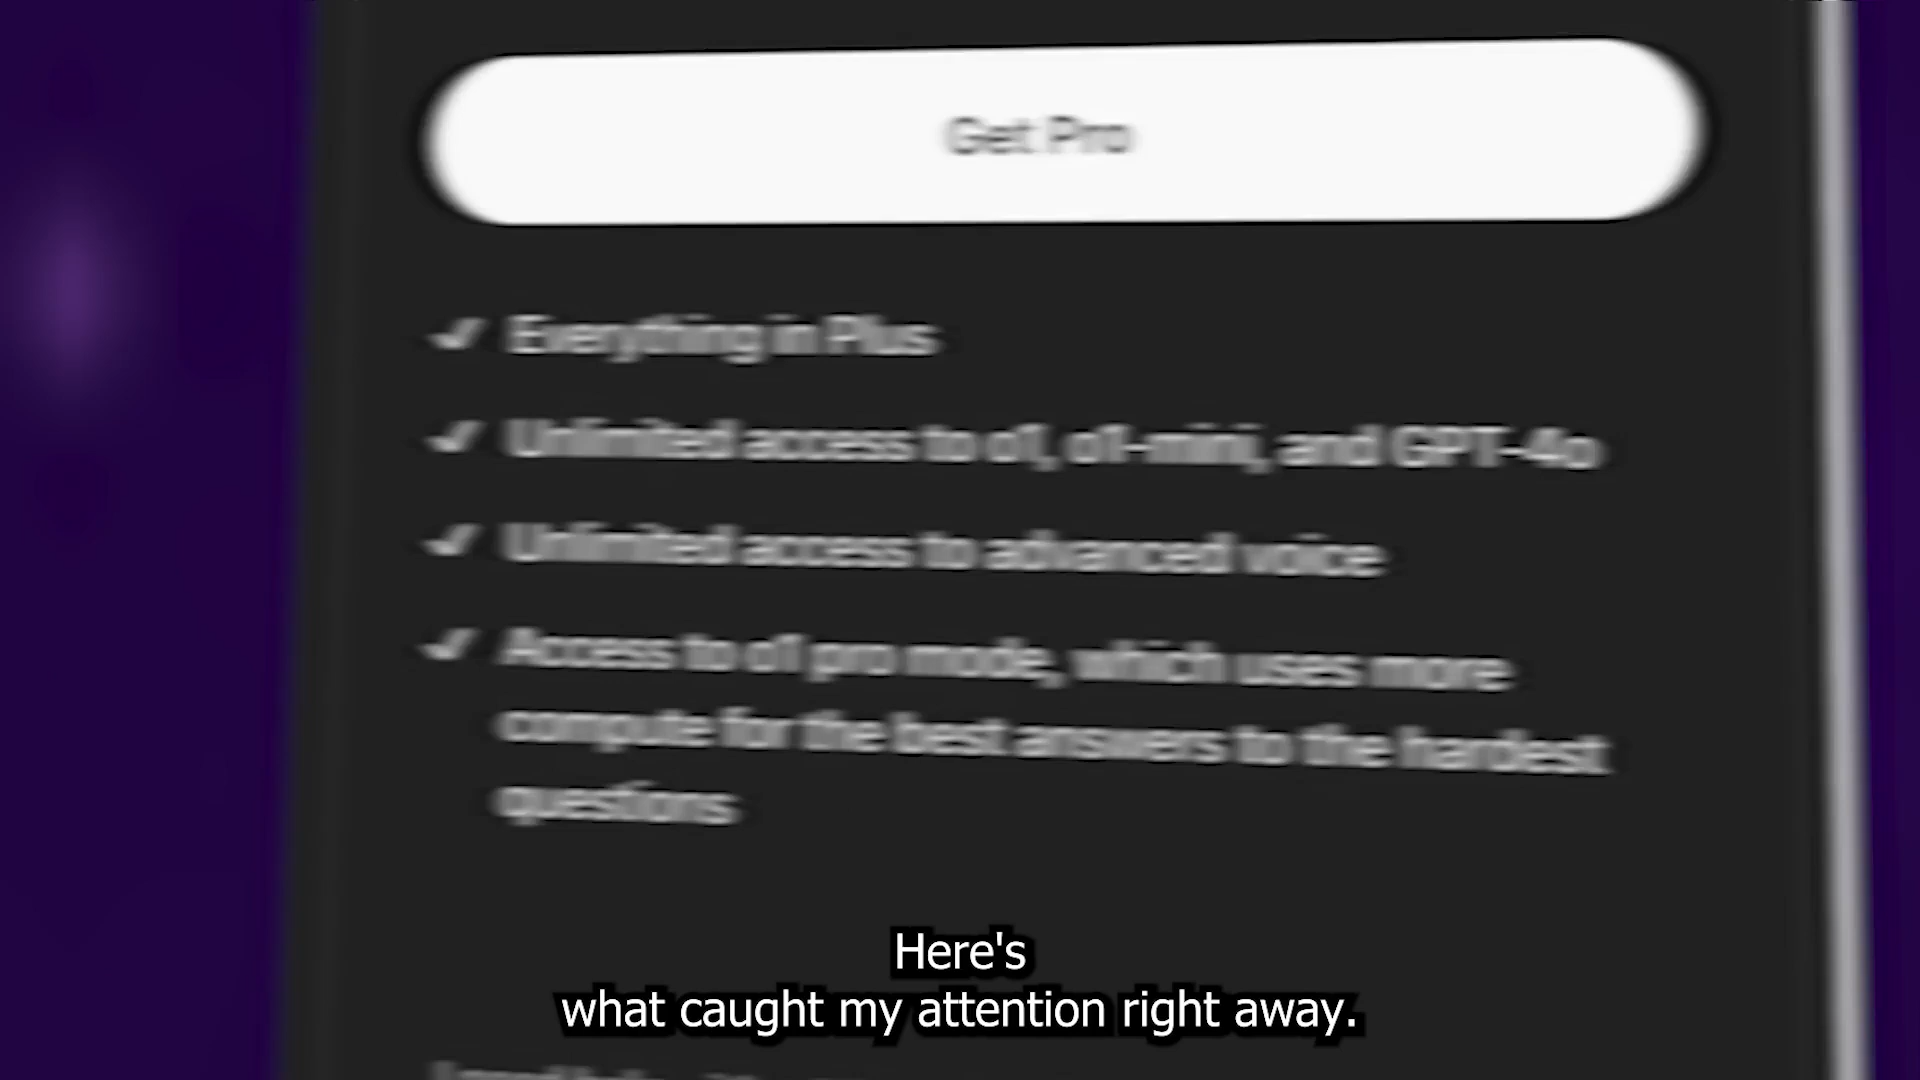 Get Pro
✓ Everything in Plus
✓ Unlimited access to o1, o1-mini, and GPT-4o
✓ Unlimited access to advanced voice
✓ Access to o1 pro mode, which uses more
compute for the best answers to the hardest
questions
Here's
what caught my attention right away.